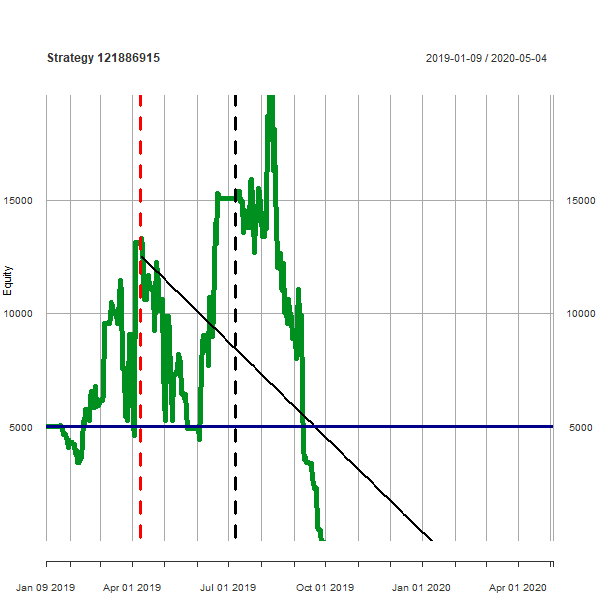 Strategy 121886915
2019-01-09 / 2020-05-04
15000
15000
Equity
10000
10000
5000
5000
Jan 09 2019
Apr 01 2019
Jul 01 2019
Oct 01 2019
Jan 01 2020
Apr 01 2020